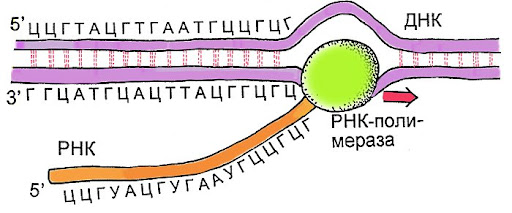 5' ЦЦГТАЦГТГААТГЦЦГЦГ
ДНК
3' ГГЦАТГЦАЦТТАЦГГЦГЦ
РНК-поли-
мераза
РНК
5' ЦЦГУАЦГУГААУГЦЦГЦГ